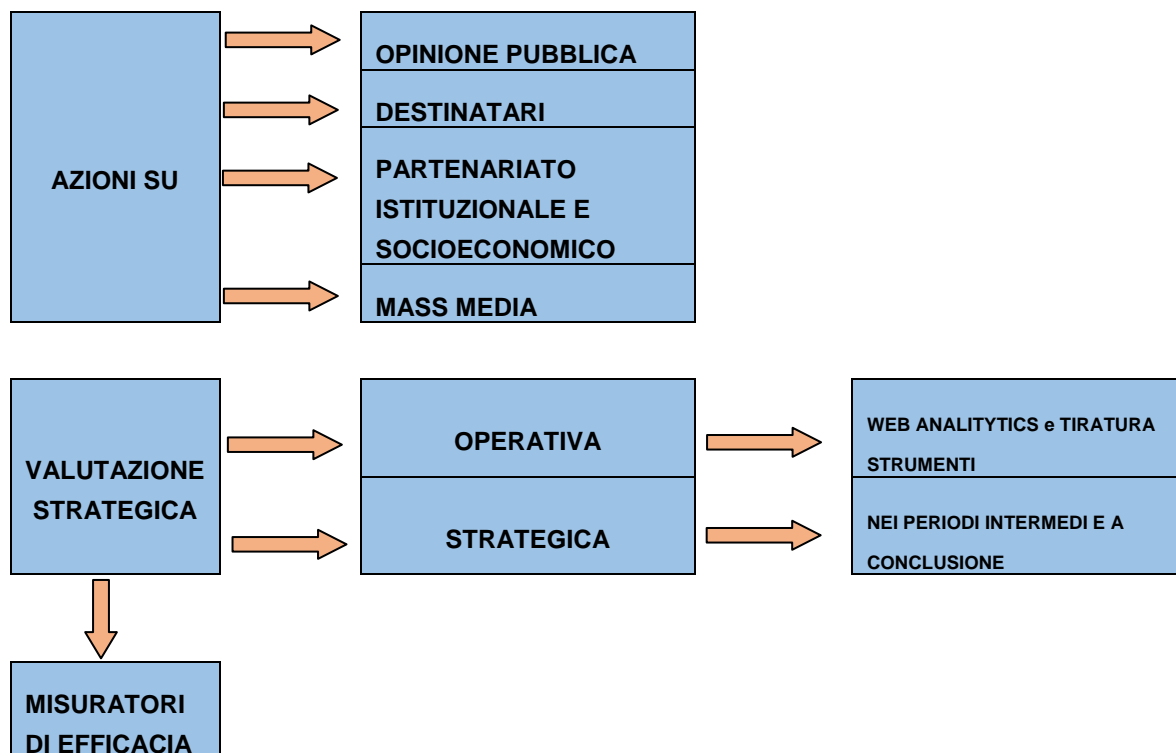 AZIONI SU
OPINIONE PUBBLICA
DESTINATARI
PARTENARIATO
ISTITUZIONALE E
SOCIOECONOMICO
MASS MEDIA
VALUTAZIONE
STRATEGICA
OPERATIVA
STRATEGICA
WEB ANALITYTICS e TIRATURA
STRUMENTI
NEI PERIODI INTERMEDI E A
CONCLUSIONE
MISURATORI
DI EFFICACIA